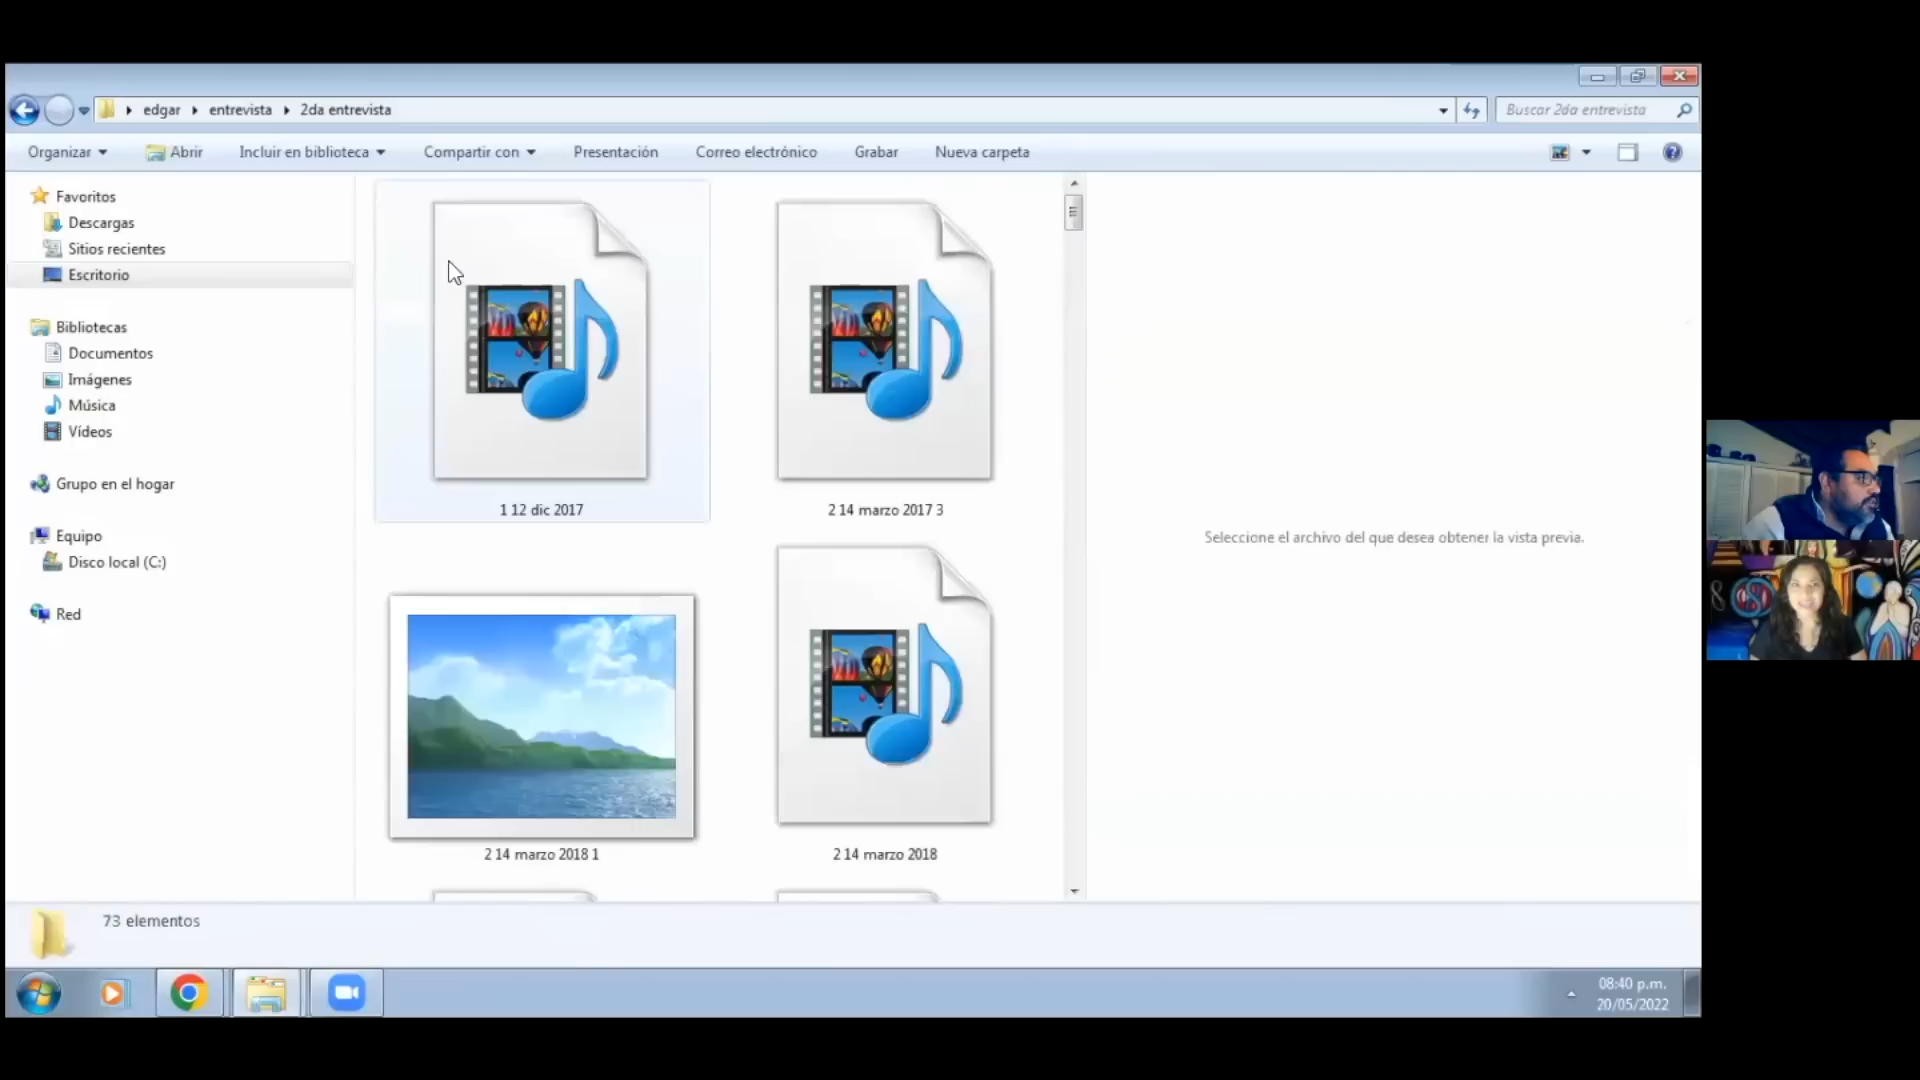 edgar entrevista 2da entrevista
Buscar 2da entrevista
Organizar Abrir Incluir en biblioteca Compartir con Presentación Correo electrónico Grabar Nueva carpeta
Favoritos
Descargas
Sitios recientes
Escritorio
Bibliotecas
Documentos
Imágenes
Música
Vídeos
Grupo en el hogar
Equipo
Disco local (C:)
Red
1 12 dic 2017
2 14 marzo 2017 3
2 14 marzo 2018 1
2 14 marzo 2018
Seleccione el archivo del que desea obtener la vista previa.
73 elementos
08:40 p.m.
20/05/2022